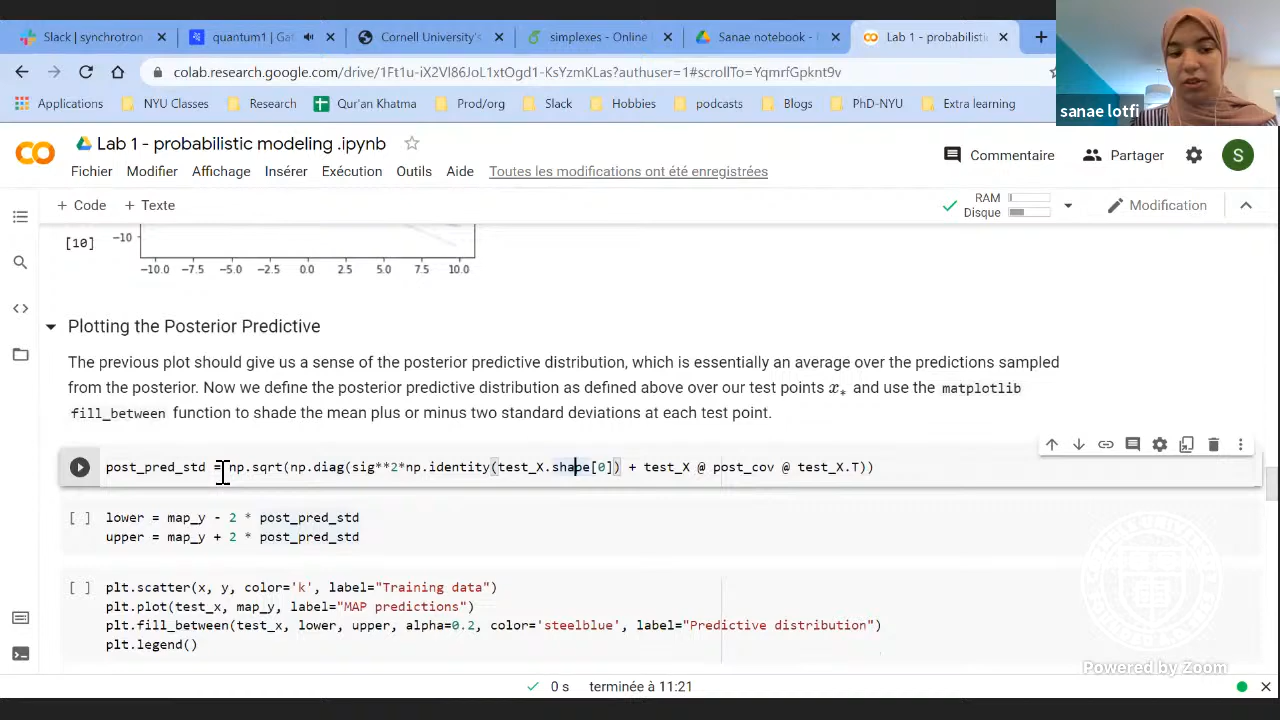 Slack | synchrotron
quantum1 | Ga
Cornell University's
simplexes - Online
Sanae notebook -
Lab 1 - probabilistic
colab.research.google.com/drive/1Ft1u-iX2Vl86JoL1xtOgd1-KsYzmKLas?authuser=1#scrollTo=YqmrfGpknt9v
sanae lotfi
Applications
NYU Classes
Research
Qur'an Khatma
Prod/org
Slack
Hobbies
podcasts
Blogs
PhD-NYU
Extra learning
Lab 1 - probabilistic modeling .ipynb
Commentaire
Partager
S
Fichier Modifier Affichage Insérer Exécution Outils Aide Toutes les modifications ont été enregistrées
+ Code + Texte
RAM
Disque
Modification
[10]
−10
−10.0 −7.5 −5.0 −2.5 0.0 2.5 5.0 7.5 10.0
Plotting the Posterior Predictive
The previous plot should give us a sense of the posterior predictive distribution, which is essentially an average over the predictions sampled
from the posterior. Now we define the posterior predictive distribution as defined above over our test points x* and use the matplotlib
fill_between function to shade the mean plus or minus two standard deviations at each test point.
post_pred_std = np.sqrt(np.diag(sig**2*np.identity(test_X.shape[0]) + test_X @ post_cov @ test_X.T))
[ ] lower = map_y - 2 * post_pred_std
upper = map_y + 2 * post_pred_std
[ ] plt.scatter(x, y, color='k', label="Training data")
plt.plot(test_x, map_y, label="MAP predictions")
plt.fill_between(test_x, lower, upper, alpha=0.2, color='steelblue', label="Predictive distribution")
plt.legend()
Powered by Zoom
0 s terminée à 11:21